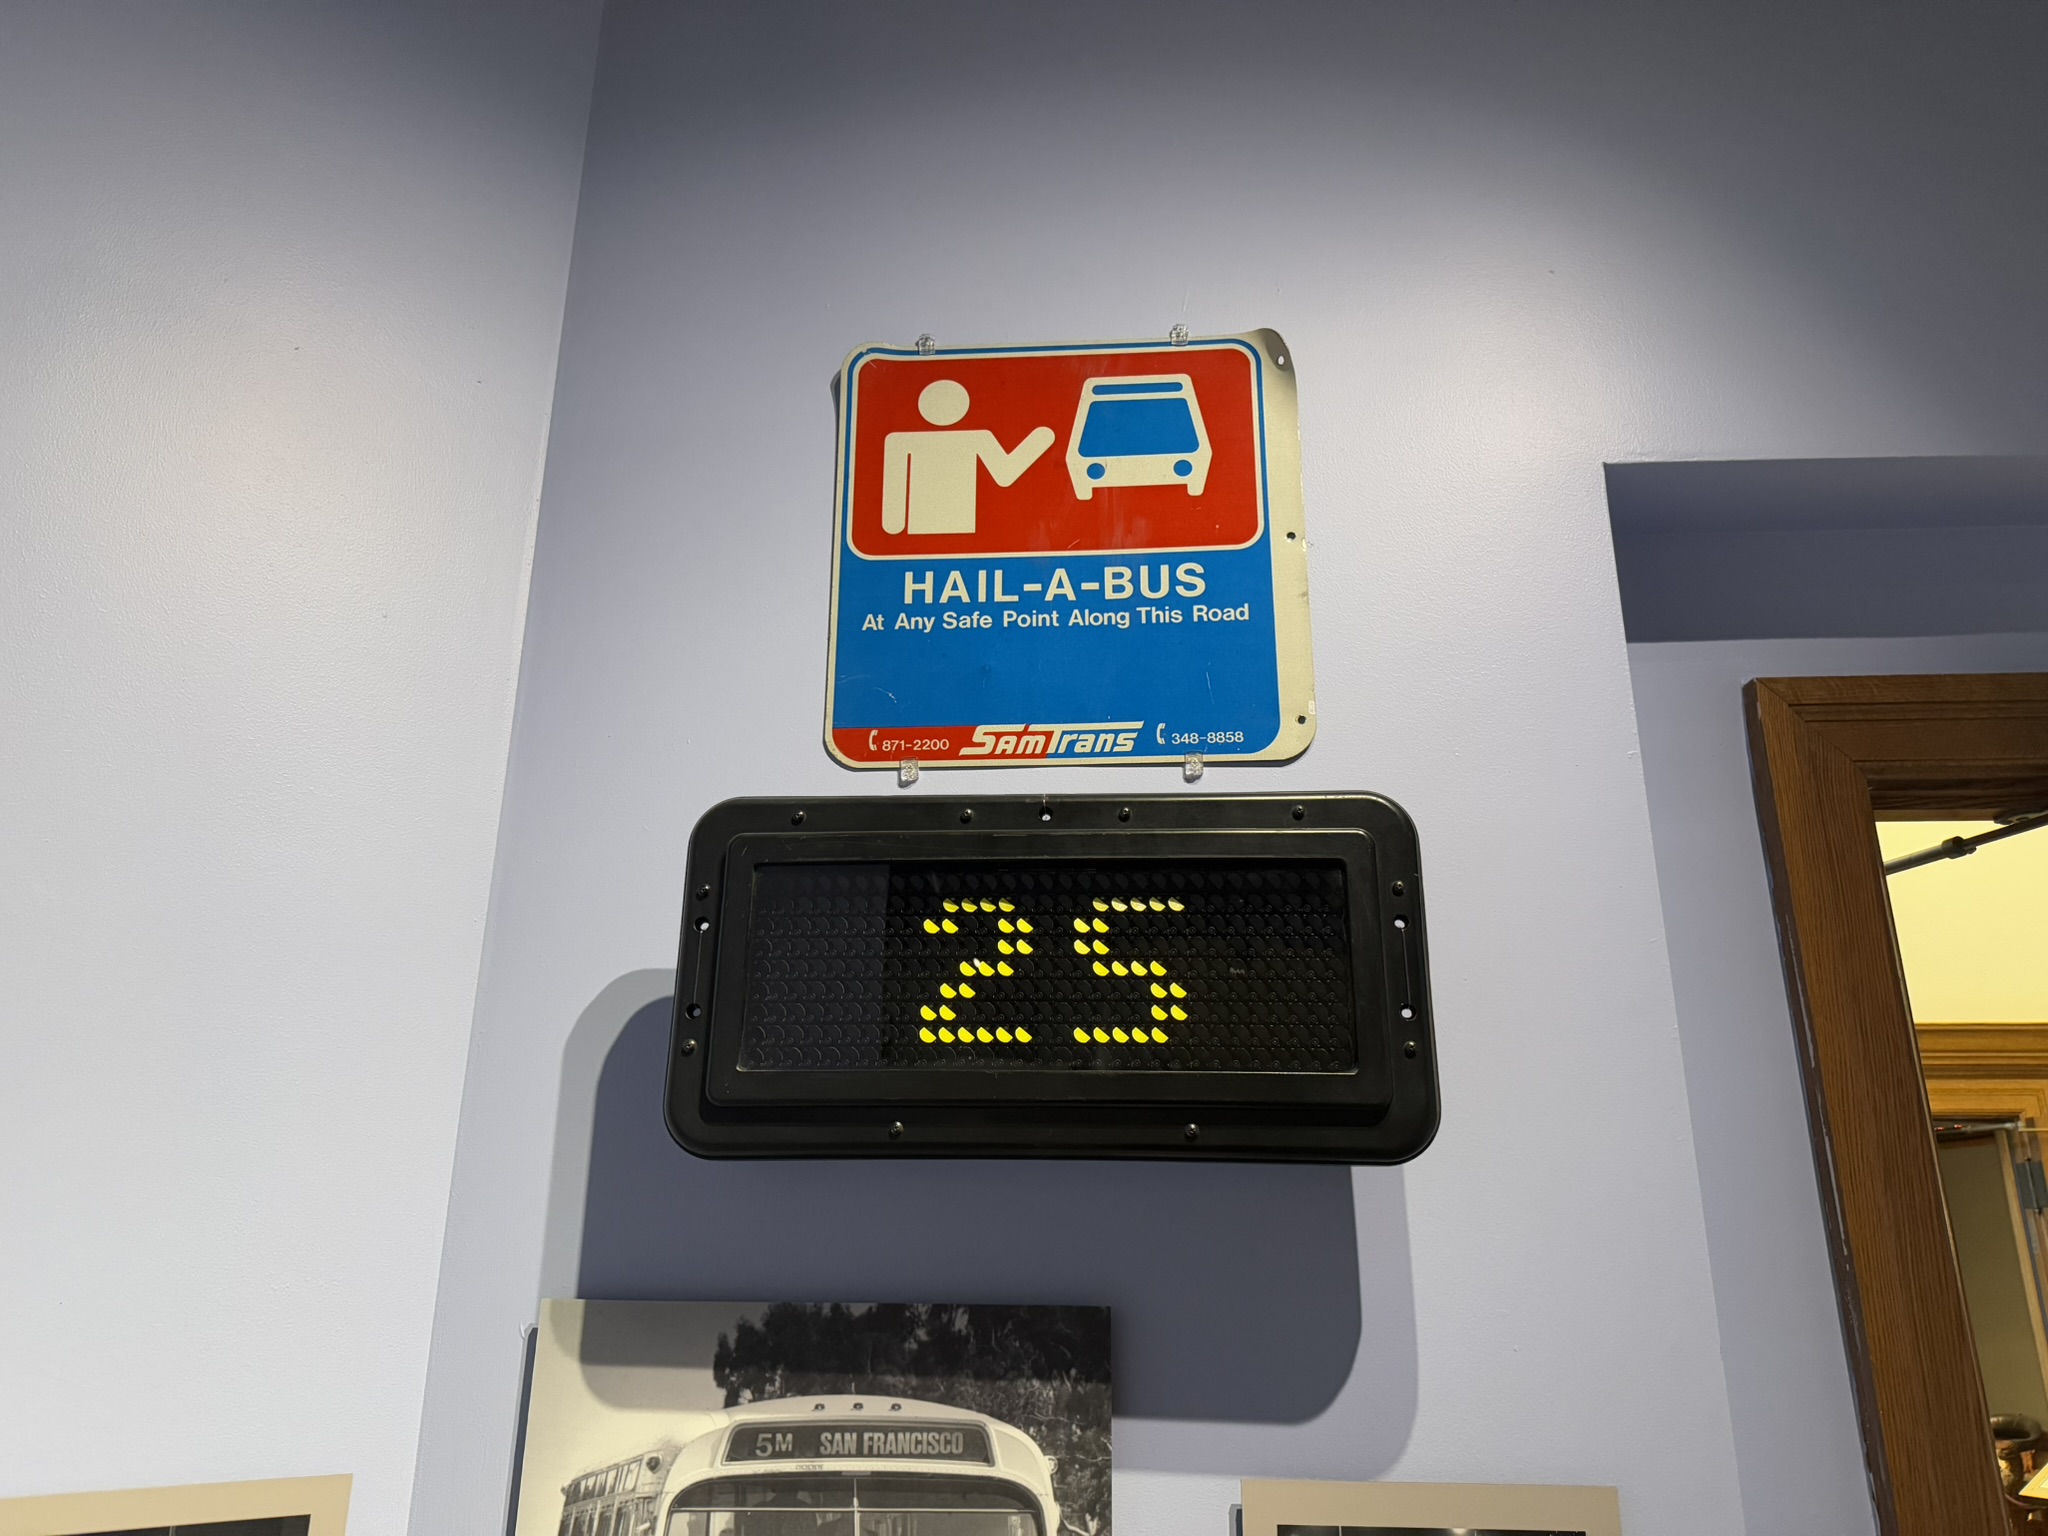 HAIL-A-BUS
At Any Safe Point Along This Road
871-2200 SamTrans 348-8858
25
5M SAN FRANCISCO